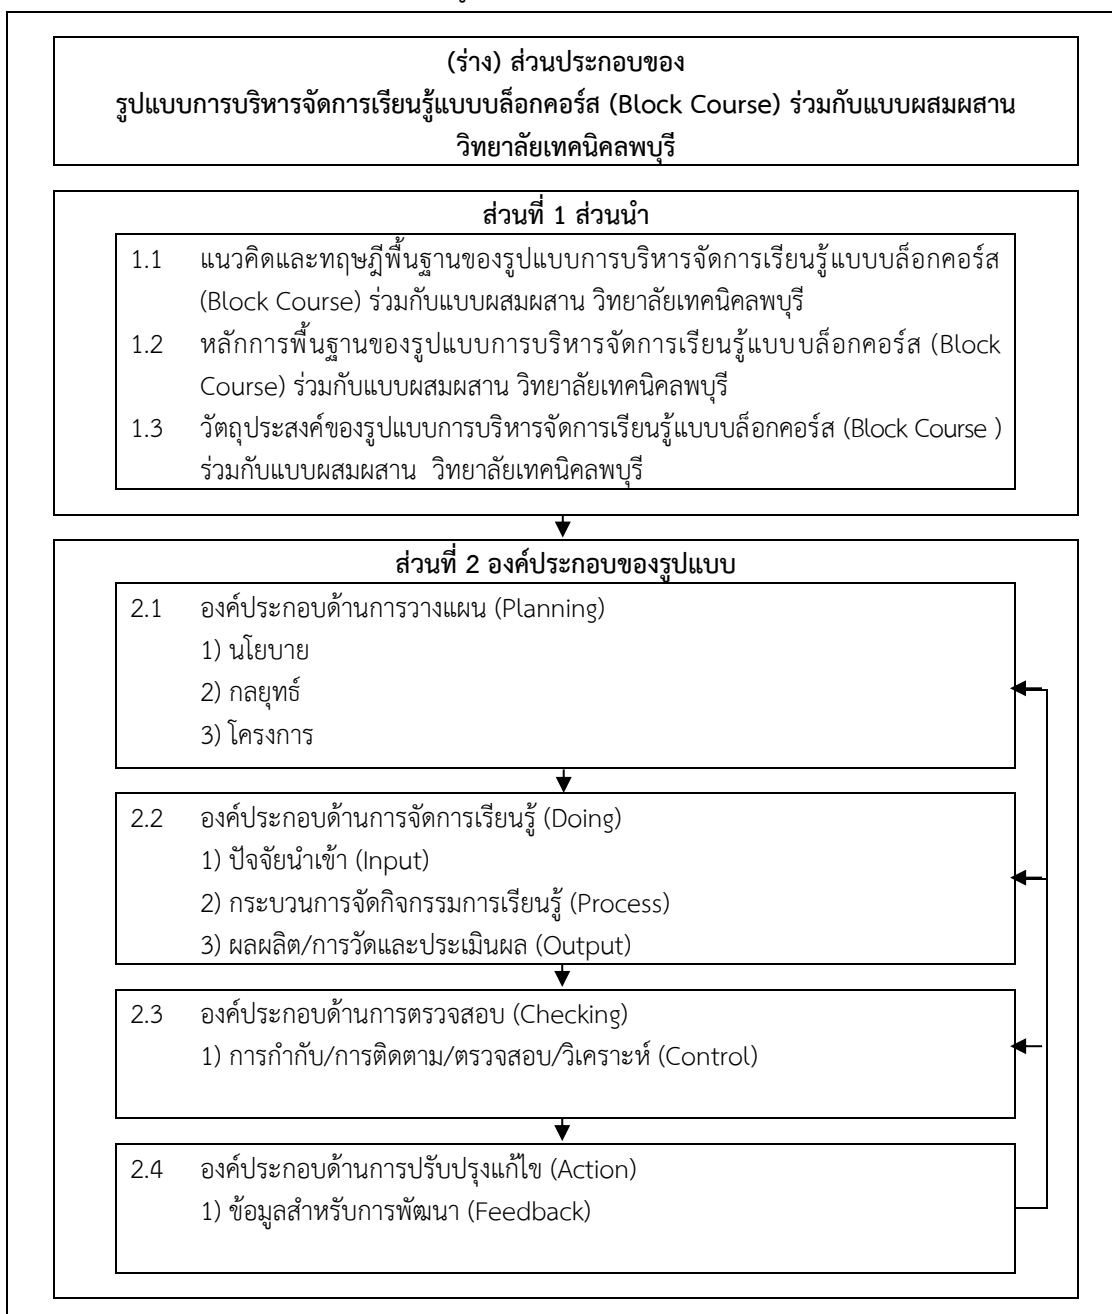 (ร่าง) ส่วนประกอบของ
รูปแบบการบริหารจัดการเรียนรู้แบบบล็อกคอร์ส (Block Course) ร่วมกับแบบผสมผสาน
วิทยาลัยเทคนิคลพบุรี
ส่วนที่ 1 ส่วนนำ
1.1 แนวคิดและทฤษฎีพื้นฐานของรูปแบบการบริหารจัดการเรียนรู้แบบบล็อกคอร์ส
(Block Course) ร่วมกับแบบผสมผสาน วิทยาลัยเทคนิคลพบุรี
1.2 หลักการพื้นฐานของรูปแบบการบริหารจัดการเรียนรู้แบบบล็อกคอร์ส (Block
Course) ร่วมกับแบบผสมผสาน วิทยาลัยเทคนิคลพบุรี
1.3 วัตถุประสงค์ของรูปแบบการบริหารจัดการเรียนรู้แบบบล็อกคอร์ส (Block Course )
ร่วมกับแบบผสมผสาน วิทยาลัยเทคนิคลพบุรี
ส่วนที่ 2 องค์ประกอบของรูปแบบ
2.1 องค์ประกอบด้านการวางแผน (Planning)
1) นโยบาย
2) กลยุทธ์
3) โครงการ
2.2 องค์ประกอบด้านการจัดการเรียนรู้ (Doing)
1) ปัจจัยนำเข้า (Input)
2) กระบวนการจัดกิจกรรมการเรียนรู้ (Process)
3) ผลผลิต/การวัดและประเมินผล (Output)
2.3 องค์ประกอบด้านการตรวจสอบ (Checking)
1) การกำกับ/การติดตาม/ตรวจสอบ/วิเคราะห์ (Control)
2.4 องค์ประกอบด้านการปรับปรุงแก้ไข (Action)
1) ข้อมูลสำหรับการพัฒนา (Feedback)